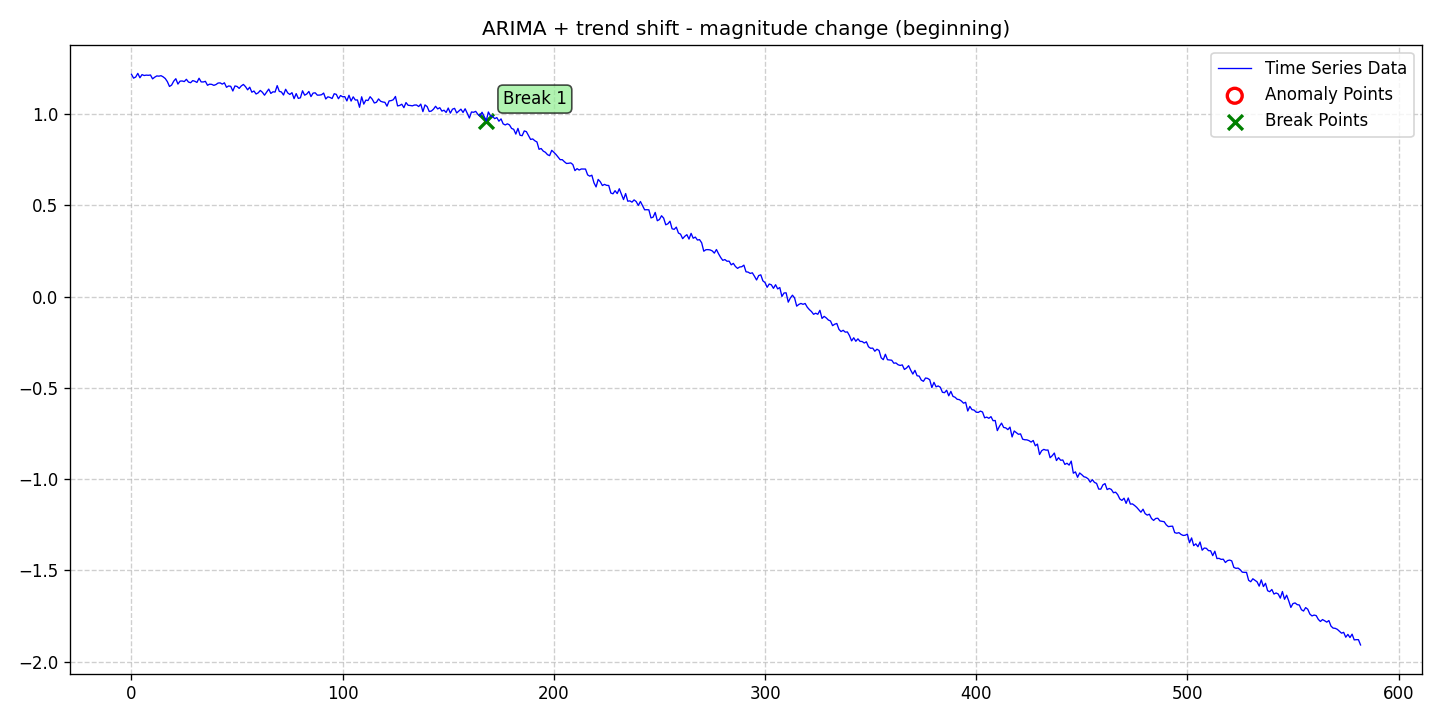 ARIMA + trend shift - magnitude change (beginning)
Time Series Data
Anomaly Points
Break Points
Break 1
1.0
0.5
0.0
−0.5
−1.0
−1.5
−2.0
0 100 200 300 400 500 600